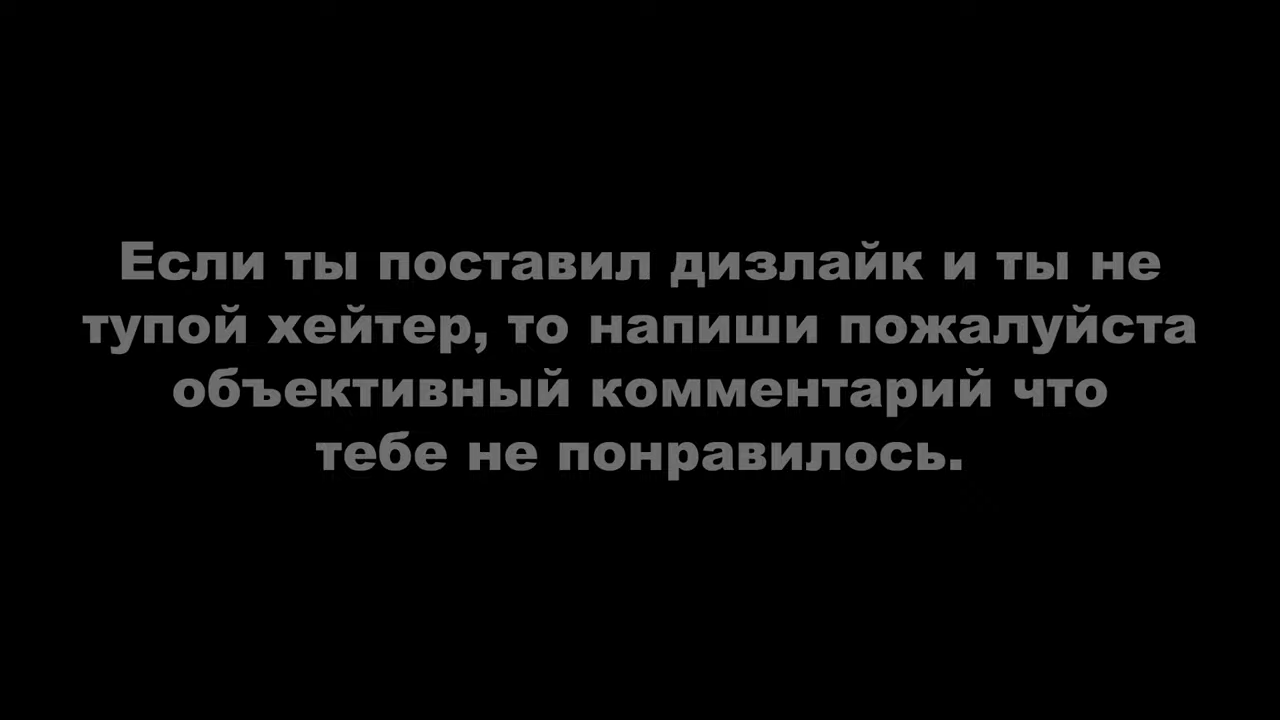 Если ты поставил дизлайк и ты не
тупой хейтер, то напиши пожалуйста
объективный комментарий что
тебе не понравилось.